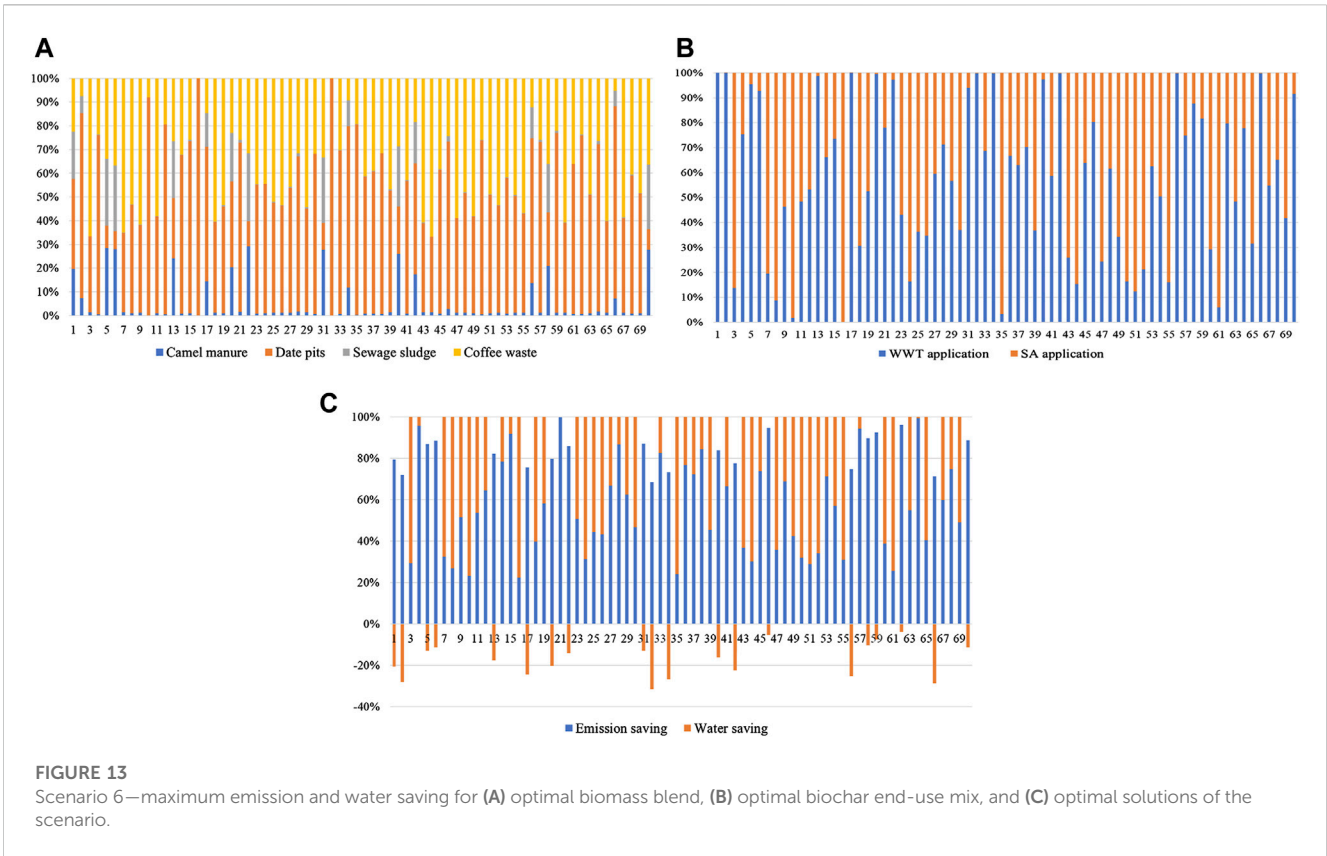 A
100%
90%
80%
70%
60%
50%
40%
30%
20%
10%
0%
1 3 5 7 9 11 13 15 17 19 21 23 25 27 29 31 33 35 37 39 41 43 45 47 49 51 53 55 57 59 61 63 65 67 69
Camel manure Date pits Sewage sludge Coffee waste
B
100%
90%
80%
70%
60%
50%
40%
30%
20%
10%
0%
1 3 5 7 9 11 13 15 17 19 21 23 25 27 29 31 33 35 37 39 41 43 45 47 49 51 53 55 57 59 61 63 65 67 69
WWT application SA application
C
100%
80%
60%
40%
20%
0%
1 3 5 7 9 11 13 15 17 19 21 23 25 27 29 31 33 35 37 39 41 43 45 47 49 51 53 55 57 59 61 63 65 67 69
-20%
-40%
Emission saving Water saving
FIGURE 13
Scenario 6—maximum emission and water saving for (A) optimal biomass blend, (B) optimal biochar end-use mix, and (C) optimal solutions of the
scenario.